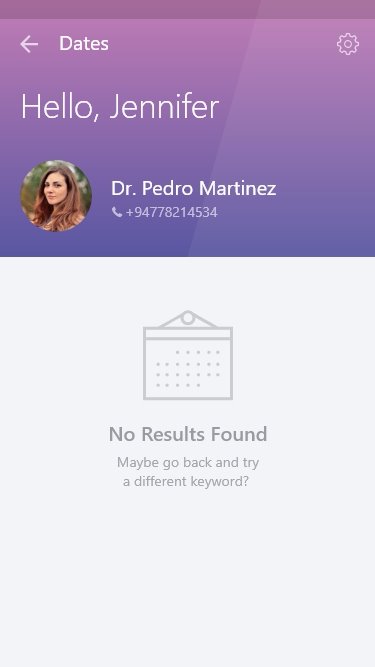 Dates
Hello, Jennifer
Dr. Pedro Martinez
+94778214534
No Results Found
Maybe go back and try
a different keyword?